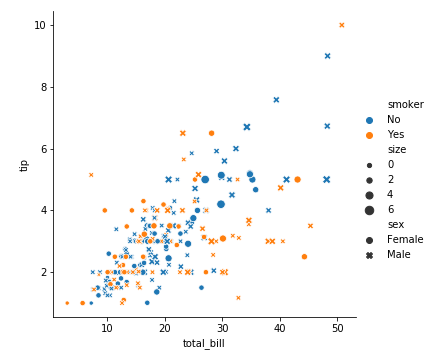 10
8
6
4
2
tip
10
20
30
40
50
total_bill
smoker
No
Yes
size
0
2
4
6
sex
Female
Male